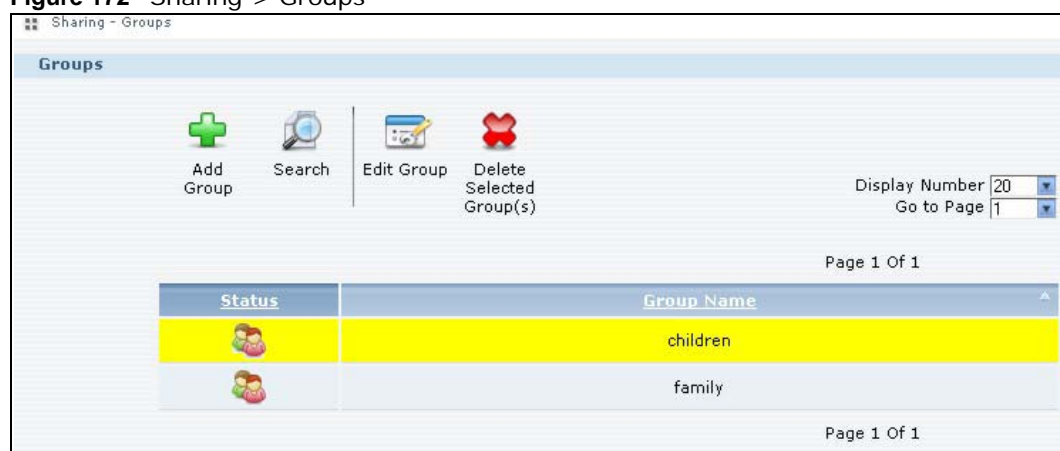 Figure 172 Sharing > Groups
Sharing - Groups
Groups
Add Group
Search
Edit Group
Delete Selected Group(s)
Display Number 20
Go to Page 1
Page 1 Of 1
Status Group Name
children
family
Page 1 Of 1